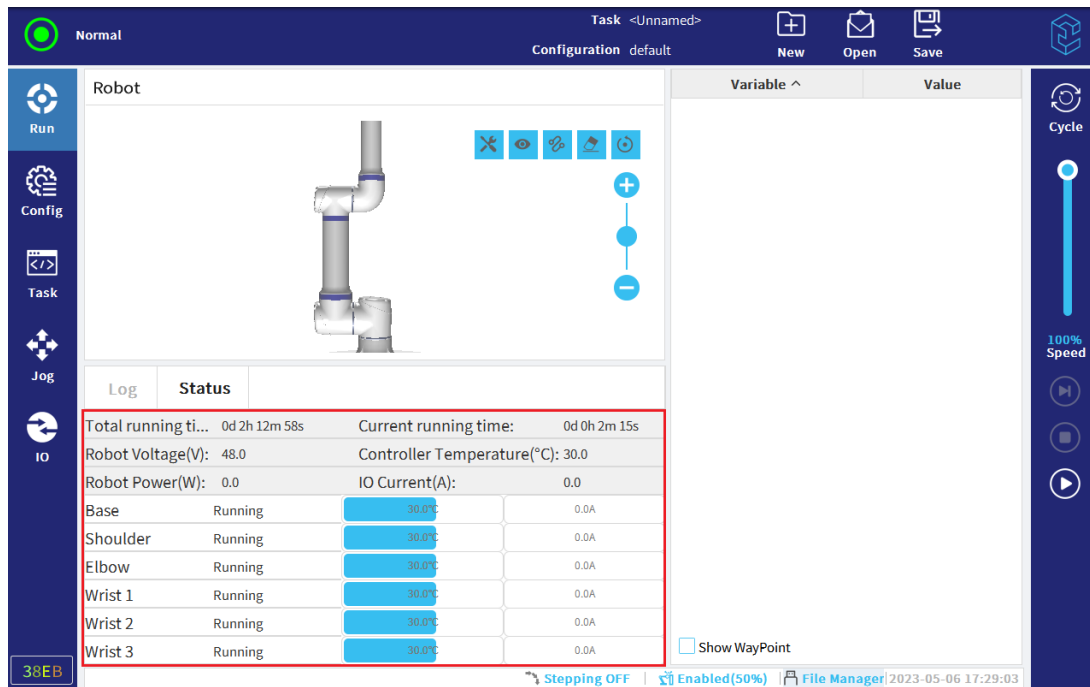 Normal
Task <Unnamed>
Configuration default
New
Open
Save
Run
Config
Task
Jog
IO
38EB
Robot
Log
Status
Total running ti... 0d 2h 12m 58s Current running time: 0d 0h 2m 15s
Robot Voltage(V): 48.0 Controller Temperature(°C): 30.0
Robot Power(W): 0.0 IO Current(A): 0.0
Base Running 30.0°C 0.0A
Shoulder Running 30.0°C 0.0A
Elbow Running 30.0°C 0.0A
Wrist 1 Running 30.0°C 0.0A
Wrist 2 Running 30.0°C 0.0A
Wrist 3 Running 30.0°C 0.0A
Variable Value
Show WayPoint
Cycle
100%
Speed
Stepping OFF Enabled(50%) File Manager 2023-05-06 17:29:03